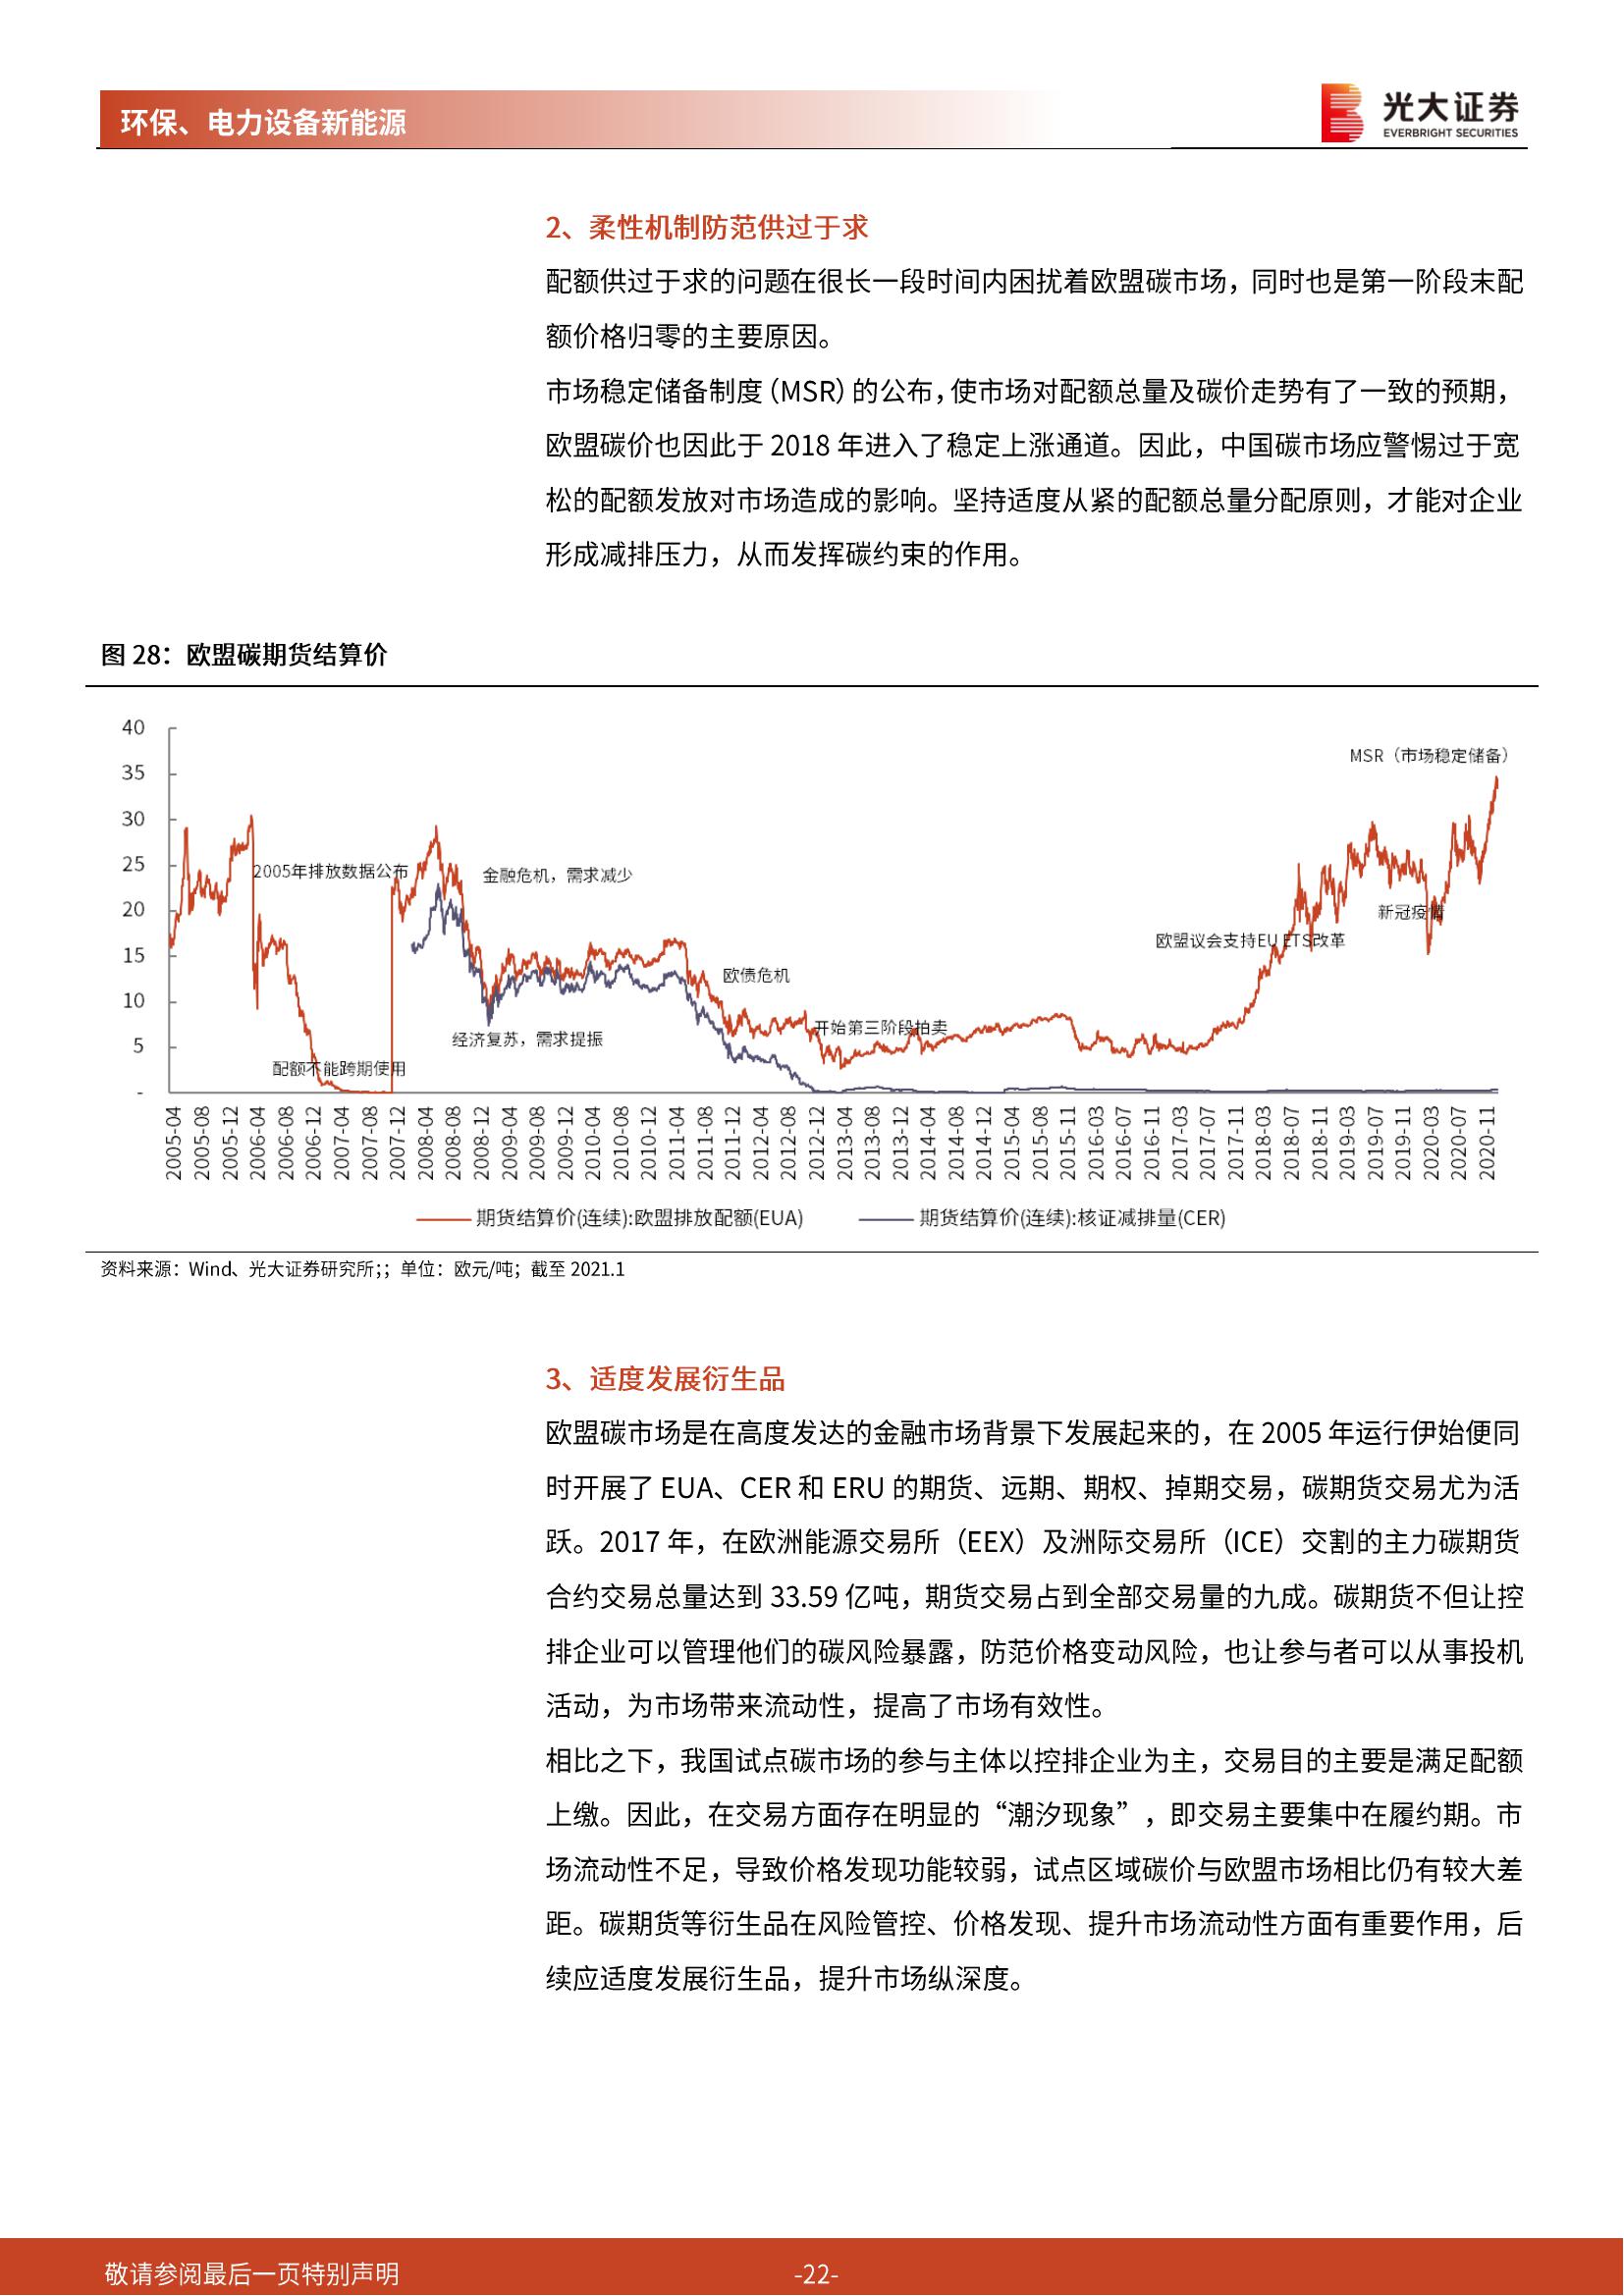 环保、电力设备新能源
光大证券
EVERBRIGHT SECURITIES
2、柔性机制防范供过于求
配额供过于求的问题在很长一段时间内困扰着欧盟碳市场，同时也是第一阶段末配
额价格归零的主要原因。
市场稳定储备制度（MSR）的公布，使市场对配额总量及碳价走势有了一致的预期，
欧盟碳价也因此于 2018 年进入了稳定上涨通道。因此，中国碳市场应警惕过于宽
松的配额发放对市场造成的影响。坚持适度从紧的配额总量分配原则，才能对企业
形成减排压力，从而发挥碳约束的作用。
图 28：欧盟碳期货结算价
40
35
30
25
20
15
10
5
-
MSR（市场稳定储备）
2005年排放数据公布
金融危机，需求减少
新冠疫情
欧盟议会支持EU ETS改革
欧债危机
开始第三阶段拍卖
经济复苏，需求提振
配额不能跨期使用
2005-04
2005-08
2005-12
2006-04
2006-08
2006-12
2007-04
2007-08
2007-12
2008-04
2008-08
2008-12
2009-04
2009-08
2009-12
2010-04
2010-08
2010-12
2011-04
2011-08
2011-12
2012-04
2012-08
2012-12
2013-04
2013-08
2013-12
2014-04
2014-08
2014-12
2015-04
2015-08
2015-11
2016-03
2016-07
2016-11
2017-03
2017-07
2017-11
2018-03
2018-07
2018-11
2019-03
2019-07
2019-11
2020-03
2020-07
2020-11
期货结算价(连续):欧盟排放配额(EUA)
期货结算价(连续):核证减排量(CER)
资料来源：Wind、光大证券研究所；；单位：欧元/吨；截至 2021.1
3、适度发展衍生品
欧盟碳市场是在高度发达的金融市场背景下发展起来的，在 2005 年运行伊始便同
时开展了 EUA、CER 和 ERU 的期货、远期、期权、掉期交易，碳期货交易尤为活
跃。2017 年，在欧洲能源交易所（EEX）及洲际交易所（ICE）交割的主力碳期货
合约交易总量达到 33.59 亿吨，期货交易占到全部交易量的九成。碳期货不但让控
排企业可以管理他们的碳风险暴露，防范价格变动风险，也让参与者可以从事投机
活动，为市场带来流动性，提高了市场有效性。
相比之下，我国试点碳市场的参与主体以控排企业为主，交易目的主要是满足配额
上缴。因此，在交易方面存在明显的“潮汐现象”，即交易主要集中在履约期。市
场流动性不足，导致价格发现功能较弱，试点区域碳价与欧盟市场相比仍有较大差
距。碳期货等衍生品在风险管控、价格发现、提升市场流动性方面有重要作用，后
续应适度发展衍生品，提升市场纵深度。
敬请参阅最后一页特别声明
-22-